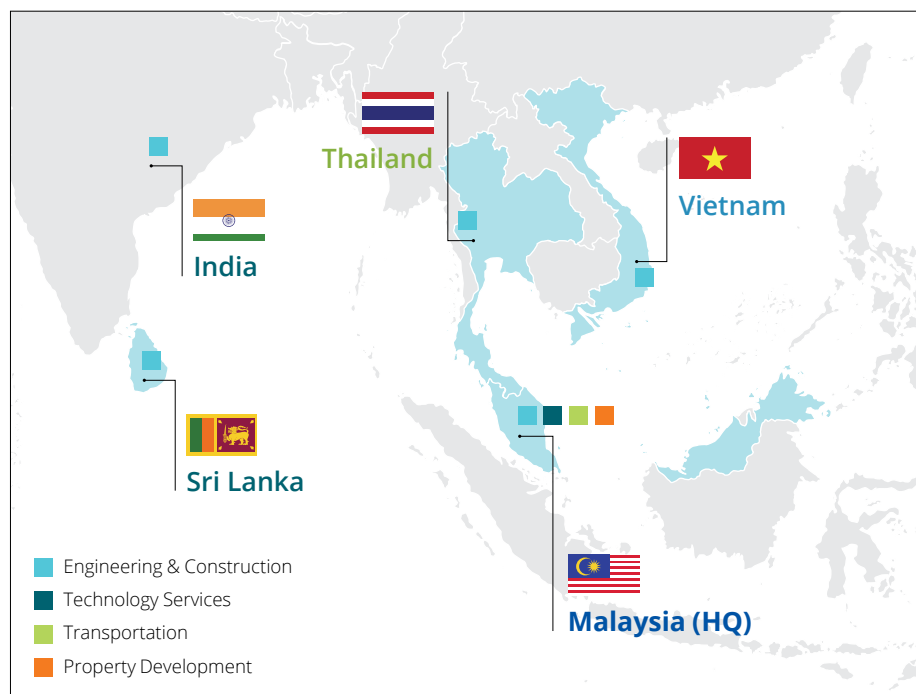 Thailand
Vietnam
India
Sri Lanka
Malaysia (HQ)
Engineering & Construction
Technology Services
Transportation
Property Development